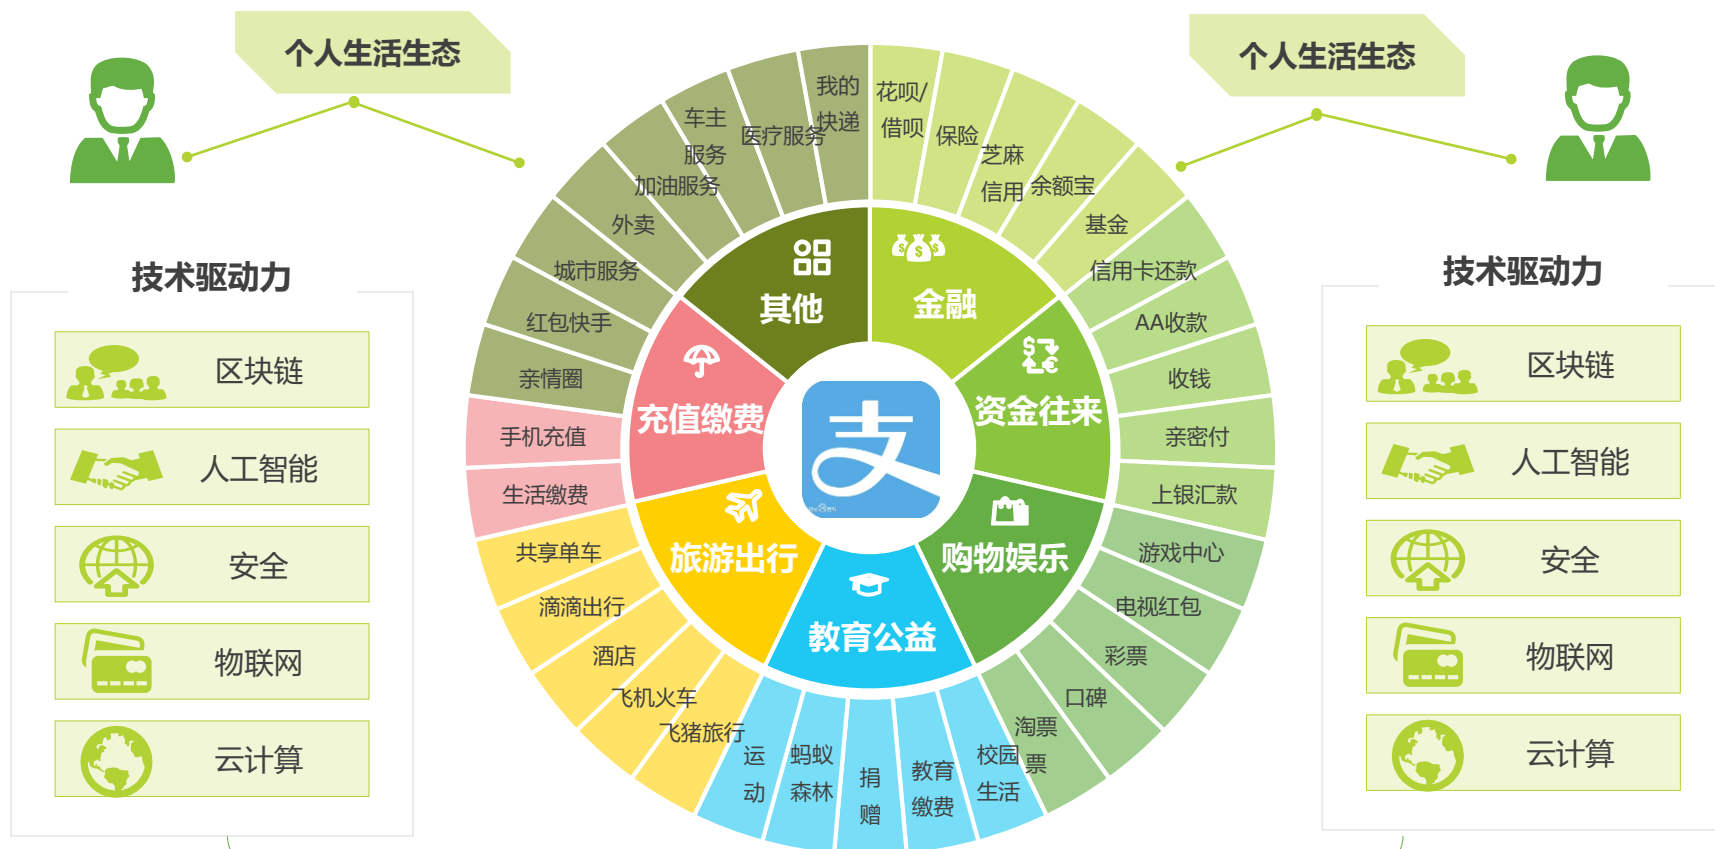 个人生活生态
个人生活生态
技术驱动力
区块链
人工智能
安全
物联网
云计算
技术驱动力
区块链
人工智能
安全
物联网
云计算
支
其他
金融
资金往来
购物娱乐
教育公益
旅游出行
充值缴费
花呗/
借呗
保险
芝麻
信用
余额宝
基金
信用卡还款
AA收款
收钱
亲密付
上银汇款
游戏中心
电视红包
彩票
口碑
淘票
票
校园
生活
教育
缴费
捐
赠
蚂蚁
森林
运
动
飞猪旅行
飞机火车
酒店
滴滴出行
共享单车
生活缴费
手机充值
亲情圈
红包快手
城市服务
外卖
加油服务
车主
服务
医疗服务
我的
快递